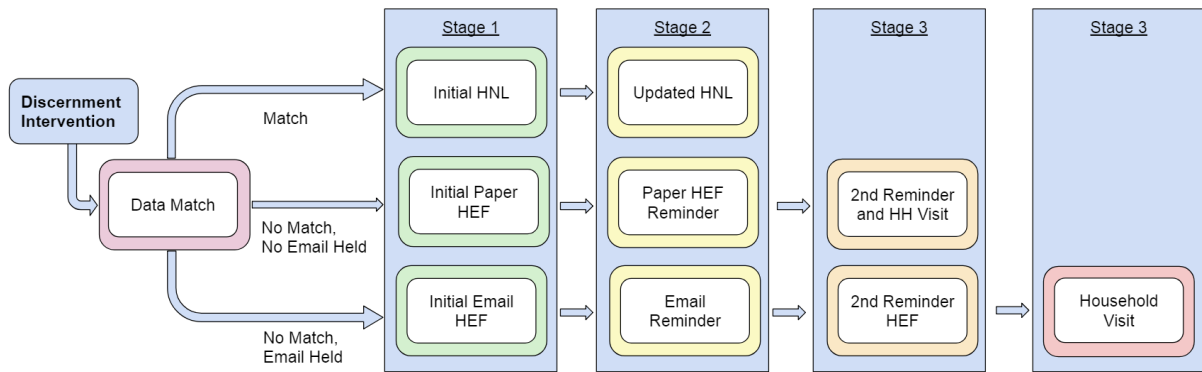 Discernment
Intervention
Data Match
Match
No Match,
No Email Held
No Match,
Email Held
Stage 1
Initial HNL
Initial Paper
HEF
Initial Email
HEF
Stage 2
Updated HNL
Paper HEF
Reminder
Email
Reminder
Stage 3
2nd Reminder
and HH Visit
2nd Reminder
HEF
Stage 3
Household
Visit